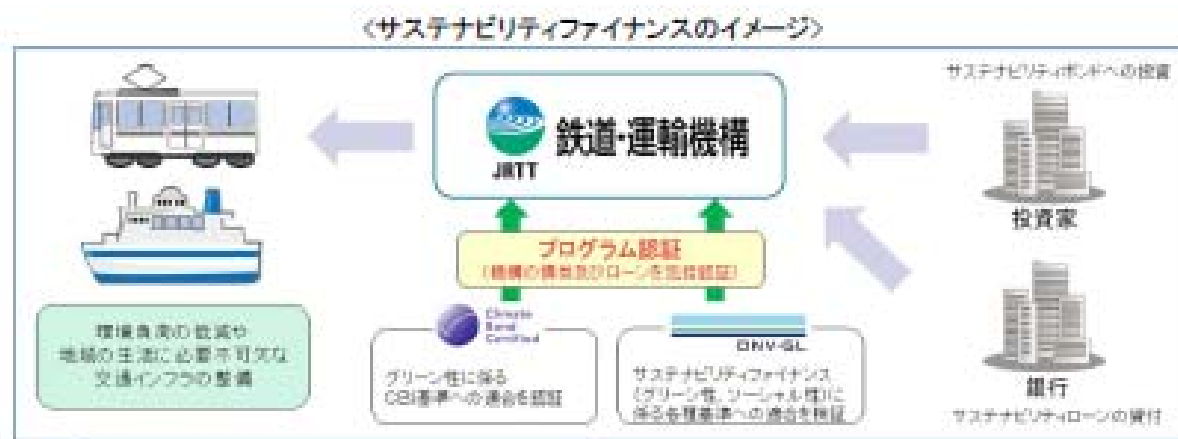 <サステナビリティファイナンスのイメージ>
サステナビリティボンドへの投資
JRTT
鉄道・運輸機構
投資家
プログラム認証
(機構の債券及びローンを包括認証)
環境負荷の低減や
地域の生活に必要不可欠な
交通インフラの整備
Climate
Bond
Certified
グリーン性に係る
CBI基準への適合を認証
DNV·GL
サステナビリティファイナンス
(グリーン性、ソーシャル性)に
係る各種基準への適合を検証
銀行
サステナビリティローンの貸付